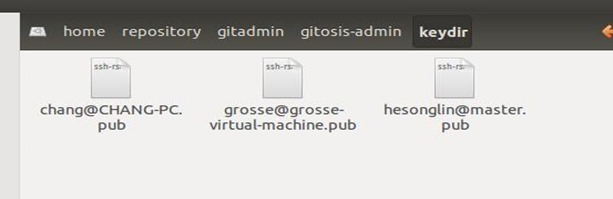 home repository gitadmin gitosis-admin keydir
ssh-rs ssh-rs ssh-rs
chang@CHANG-PC. grosse@grosse- hesonglin@master.
pub virtual-machine.pub pub